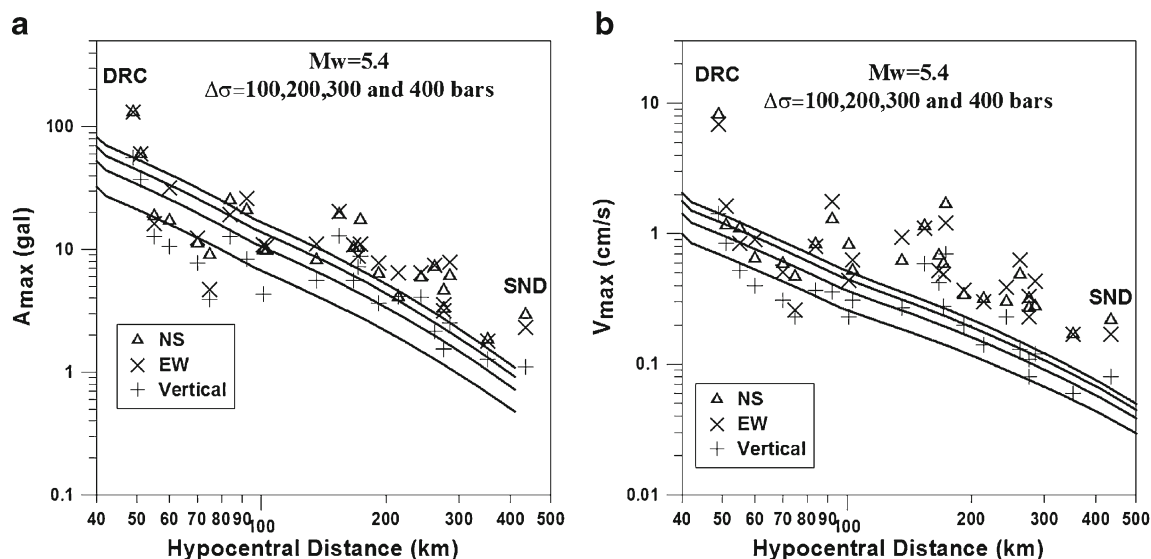 a
Amax (gal)
100
10
1
0.1
DRC
Mw=5.4
Δσ=100,200,300 and 400 bars
SND
NS
EW
Vertical
40 50 60 70 80 90 100 200 300 400 500
Hypocentral Distance (km)
b
Vmax (cm/s)
10
1
0.1
0.01
DRC
Mw=5.4
Δσ=100,200,300 and 400 bars
SND
NS
EW
Vertical
40 50 60 70 80 90 100 200 300 400 500
Hypocentral Distance (km)